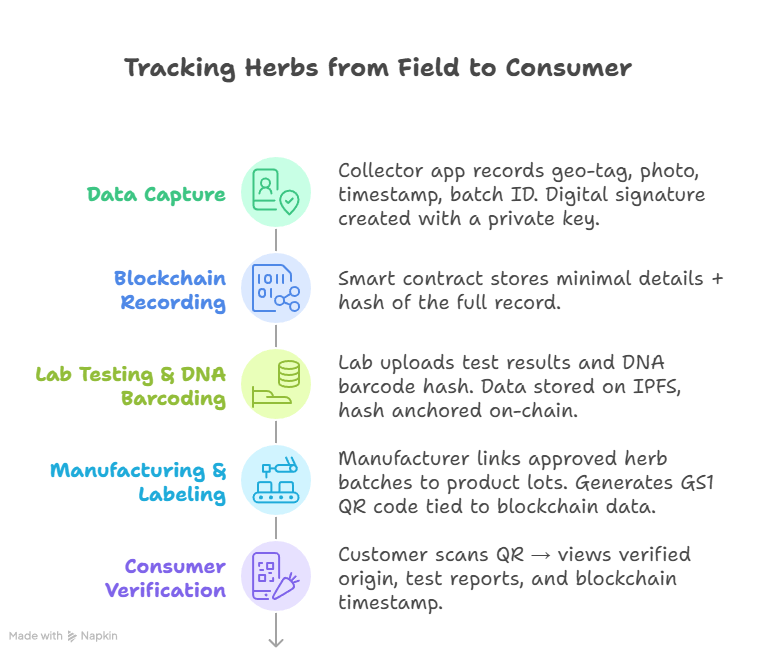 Tracking Herbs from Field to Consumer
Data Capture
Collector app records geo-tag, photo,
timestamp, batch ID. Digital signature
created with a private key.
Blockchain
Recording
Smart contract stores minimal details +
hash of the full record.
Lab Testing & DNA
Barcoding
Lab uploads test results and DNA
barcode hash. Data stored on IPFS,
hash anchored on-chain.
Manufacturing &
Labeling
Manufacturer links approved herb
batches to product lots. Generates GS1
QR code tied to blockchain data.
Consumer
Verification
Customer scans QR → views verified
origin, test reports, and blockchain
timestamp.
Made with Napkin